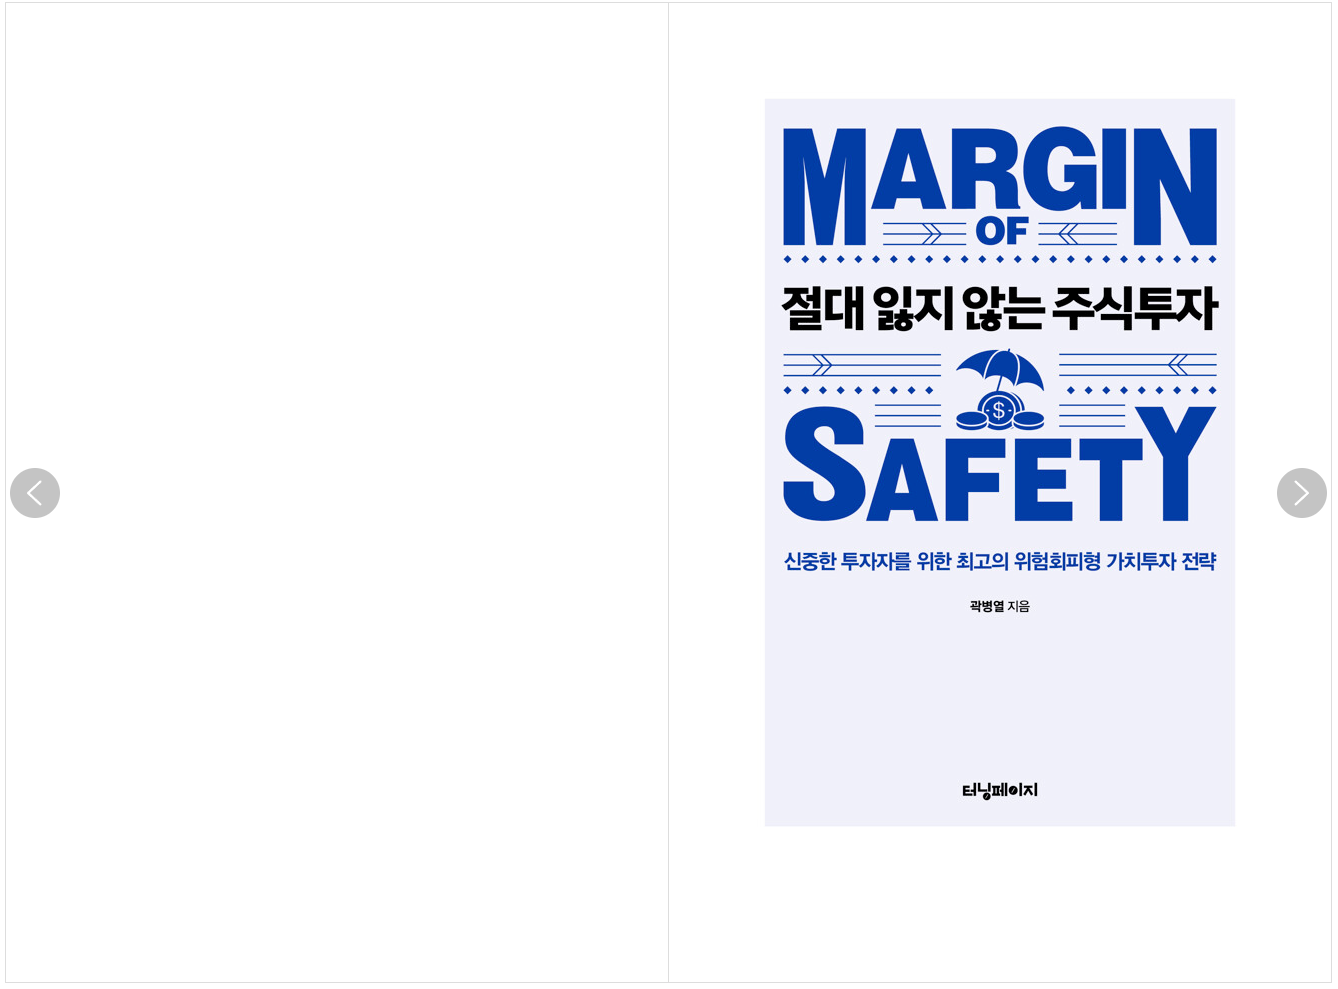 MARGIN
OF
절대 잃지 않는 주식투자
$
SAFETY
신중한 투자자를 위한 최고의 위험회피형 가치투자 전략
곽병열 지음
터닝페이지